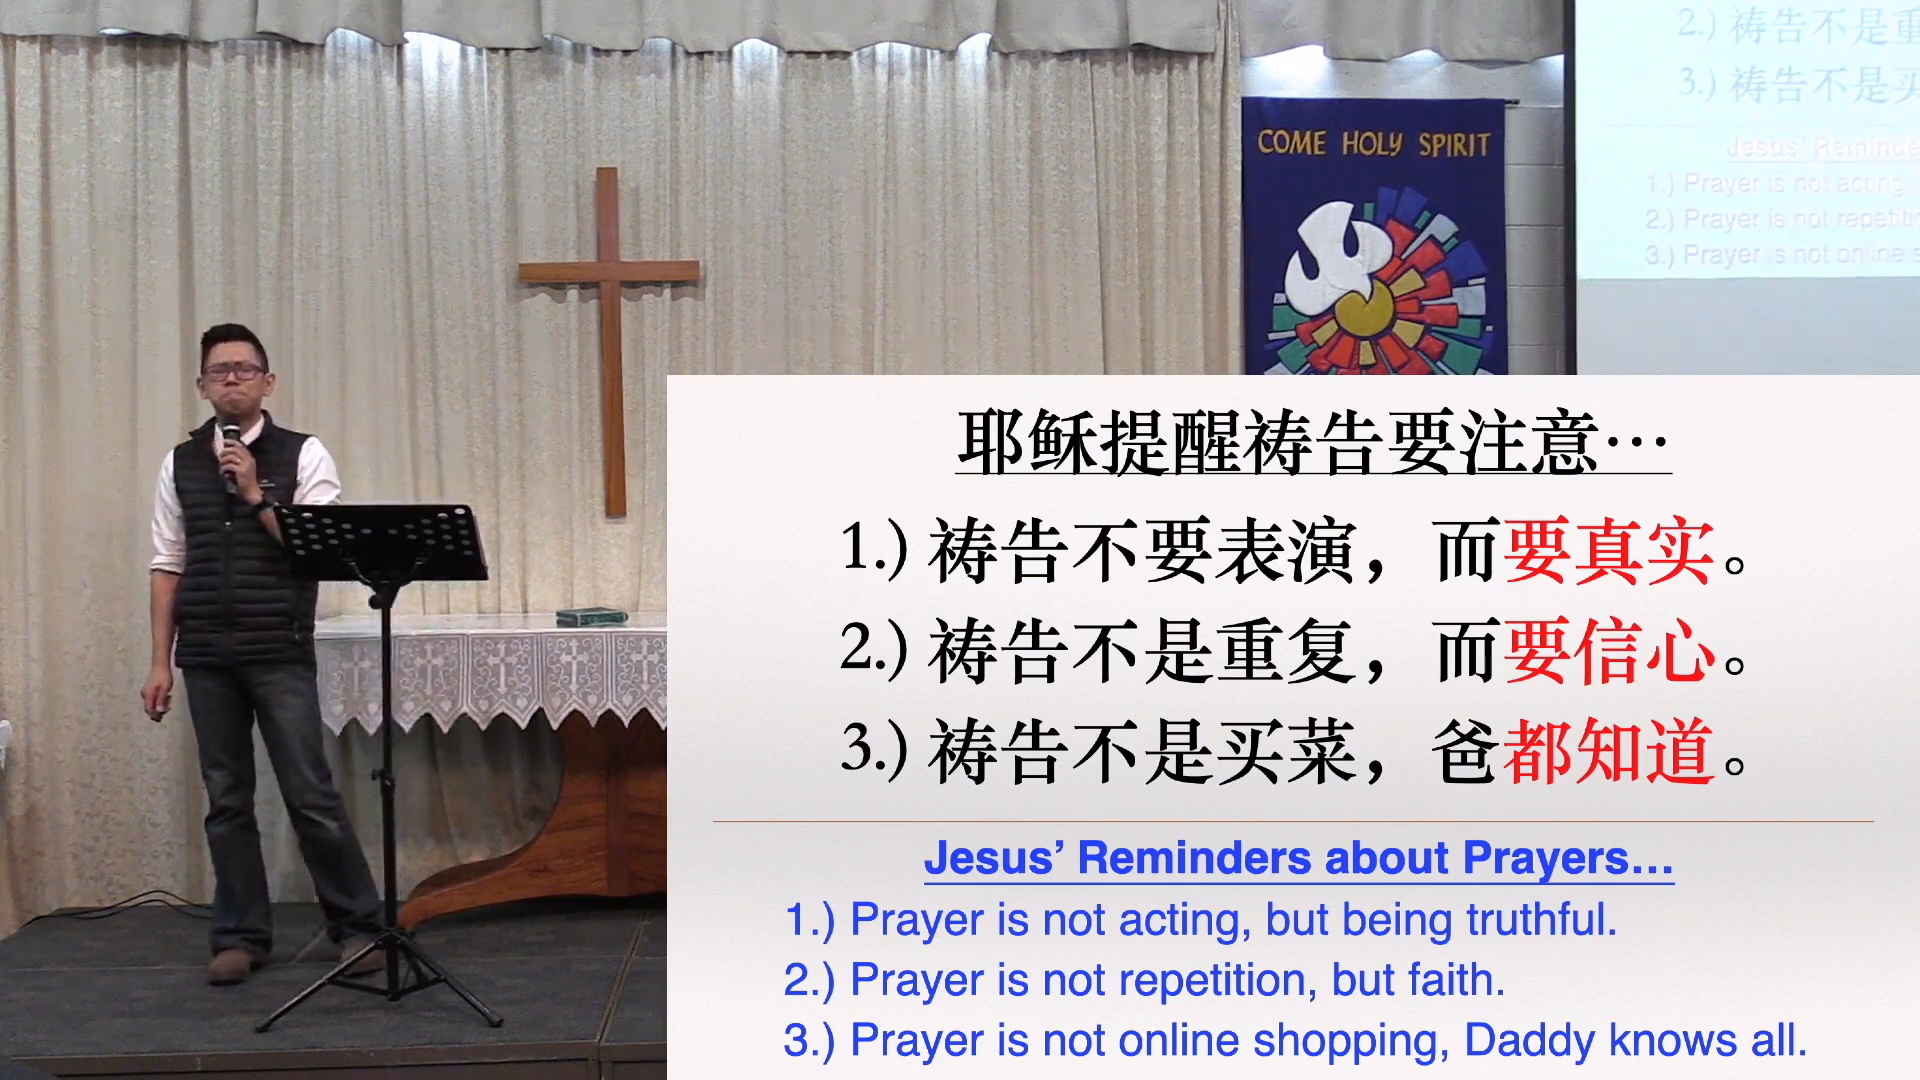 COME HOLY SPIRIT
2.) 祷告不是重
3.) 祷告不是买
Jesus' Reminde
1.) Prayer is not acting
2.) Prayer is not repetitio
3.) Prayer is not online s
耶稣提醒祷告要注意…
1.) 祷告不要表演，而要真实。
2.) 祷告不是重复，而要信心。
3.) 祷告不是买菜，爸都知道。
Jesus’ Reminders about Prayers...
1.) Prayer is not acting, but being truthful.
2.) Prayer is not repetition, but faith.
3.) Prayer is not online shopping, Daddy knows all.